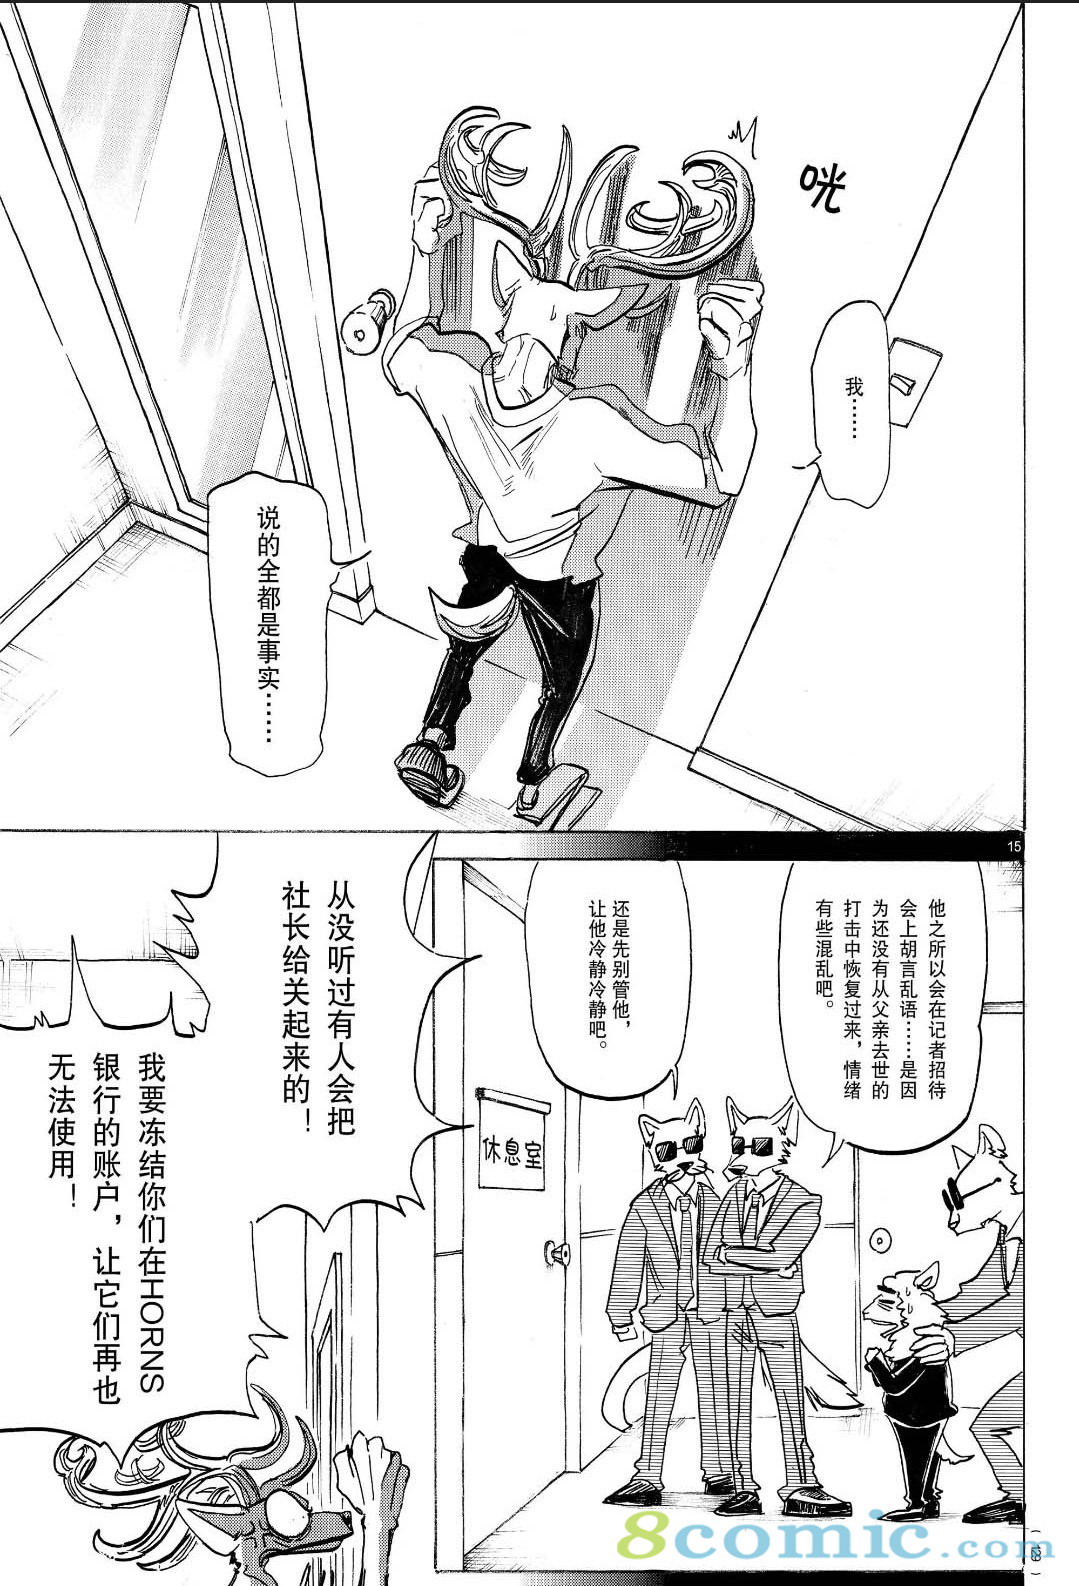 咣
我……
说的全都是事实……
15
他之所以会在记者招待
会上胡言乱语……是因
为还没有从父亲去世的
打击中恢复过来，情绪
有些混乱吧。
还是先别管他，
让他冷静冷静吧。
休息室
从没听过有人会把
社长给关起来的！
我要冻结你们在HORNS
银行的账户，让它们再也
无法使用！
8comic.com